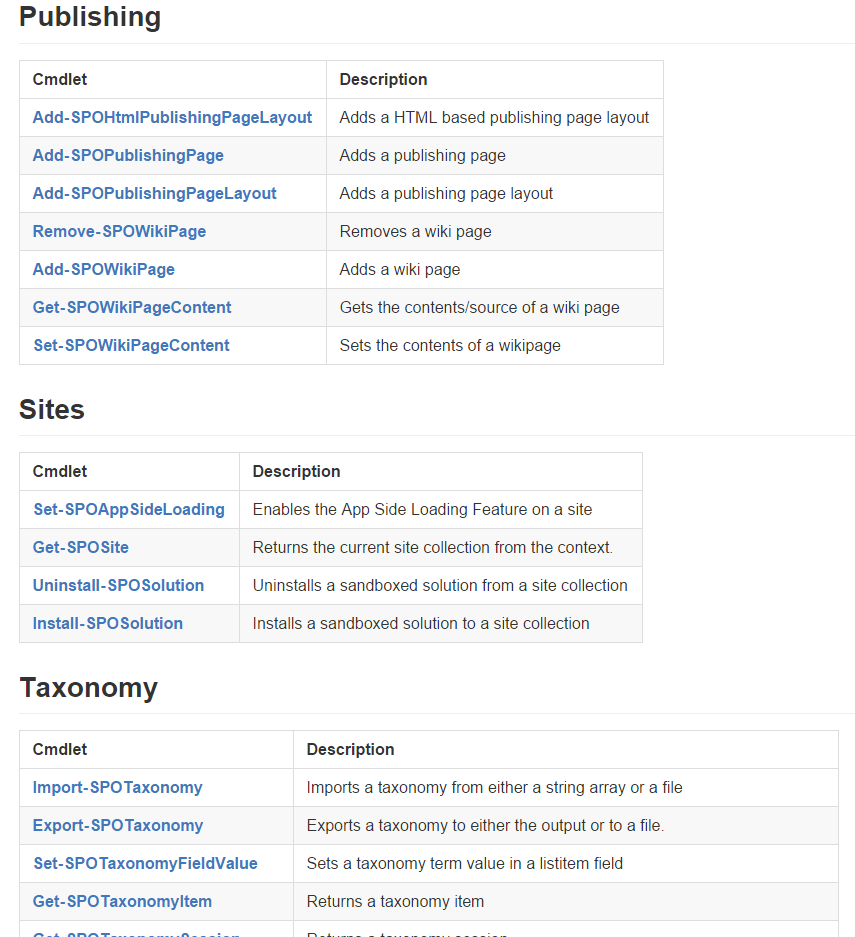 Publishing
Cmdlet Description
Add-SPOHtmlPublishingPageLayout Adds a HTML based publishing page layout
Add-SPOPublishingPage Adds a publishing page
Add-SPOPublishingPageLayout Adds a publishing page layout
Remove-SPOWikiPage Removes a wiki page
Add-SPOWikiPage Adds a wiki page
Get-SPOWikiPageContent Gets the contents/source of a wiki page
Set-SPOWikiPageContent Sets the contents of a wikipage
Sites
Cmdlet Description
Set-SPOAppSideLoading Enables the App Side Loading Feature on a site
Get-SPOSite Returns the current site collection from the context.
Uninstall-SPOSolution Uninstalls a sandboxed solution from a site collection
Install-SPOSolution Installs a sandboxed solution to a site collection
Taxonomy
Cmdlet Description
Import-SPOTaxonomy Imports a taxonomy from either a string array or a file
Export-SPOTaxonomy Exports a taxonomy to either the output or to a file.
Set-SPOTaxonomyFieldValue Sets a taxonomy term value in a listitem field
Get-SPOTaxonomyItem Returns a taxonomy item
Get-SPOTaxonomySession Returns a taxonomy session